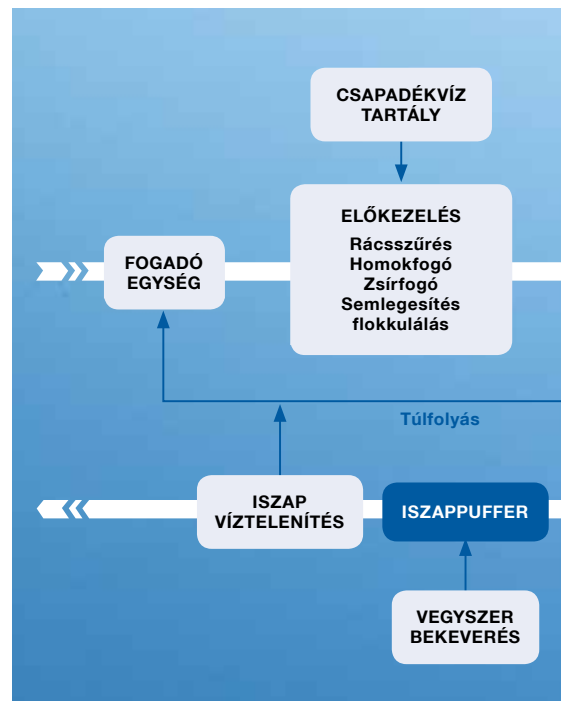 CSAPADÉKVÍZ
TARTÁLY
ELŐKEZELÉS
Rácsszűrés
Homokfogó
Zsírfogó
Semlegesítés
flokkulálás
FOGADÓ
EGYSÉG
Túlfolyás
ISZAP
VÍZTELENÍTÉS
ISZAPPUFFER
VEGYSZER
BEKEVERÉS